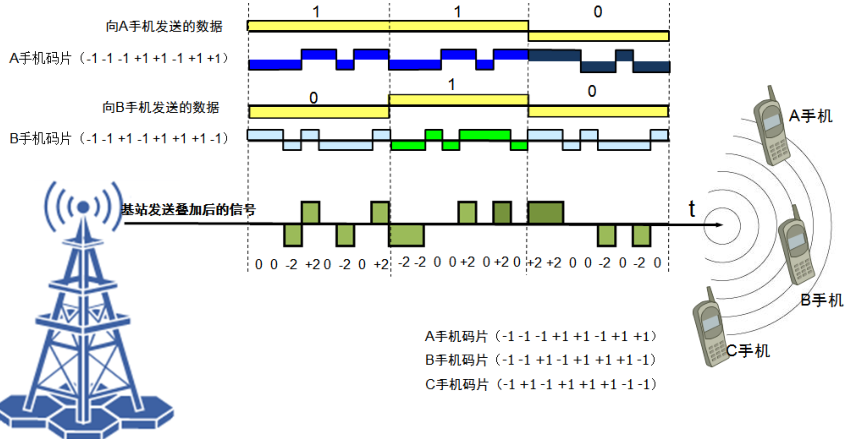 1 1 0
向A手机发送的数据
A手机码片（-1 -1 -1 +1 +1 -1 +1 +1）
0 1 0
向B手机发送的数据
B手机码片（-1 -1 +1 -1 +1 +1 +1 -1）
A手机
基站发送叠加后的信号
t
0 0 -2 +2 0 -2 0 +2 -2 -2 0 0 +2 0 +2 0 +2 +2 0 0 -2 0 -2 0
B手机
A手机码片（-1 -1 -1 +1 +1 -1 +1 +1）
B手机码片（-1 -1 +1 -1 +1 +1 +1 -1）
C手机
C手机码片（-1 +1 -1 +1 +1 +1 -1 -1）